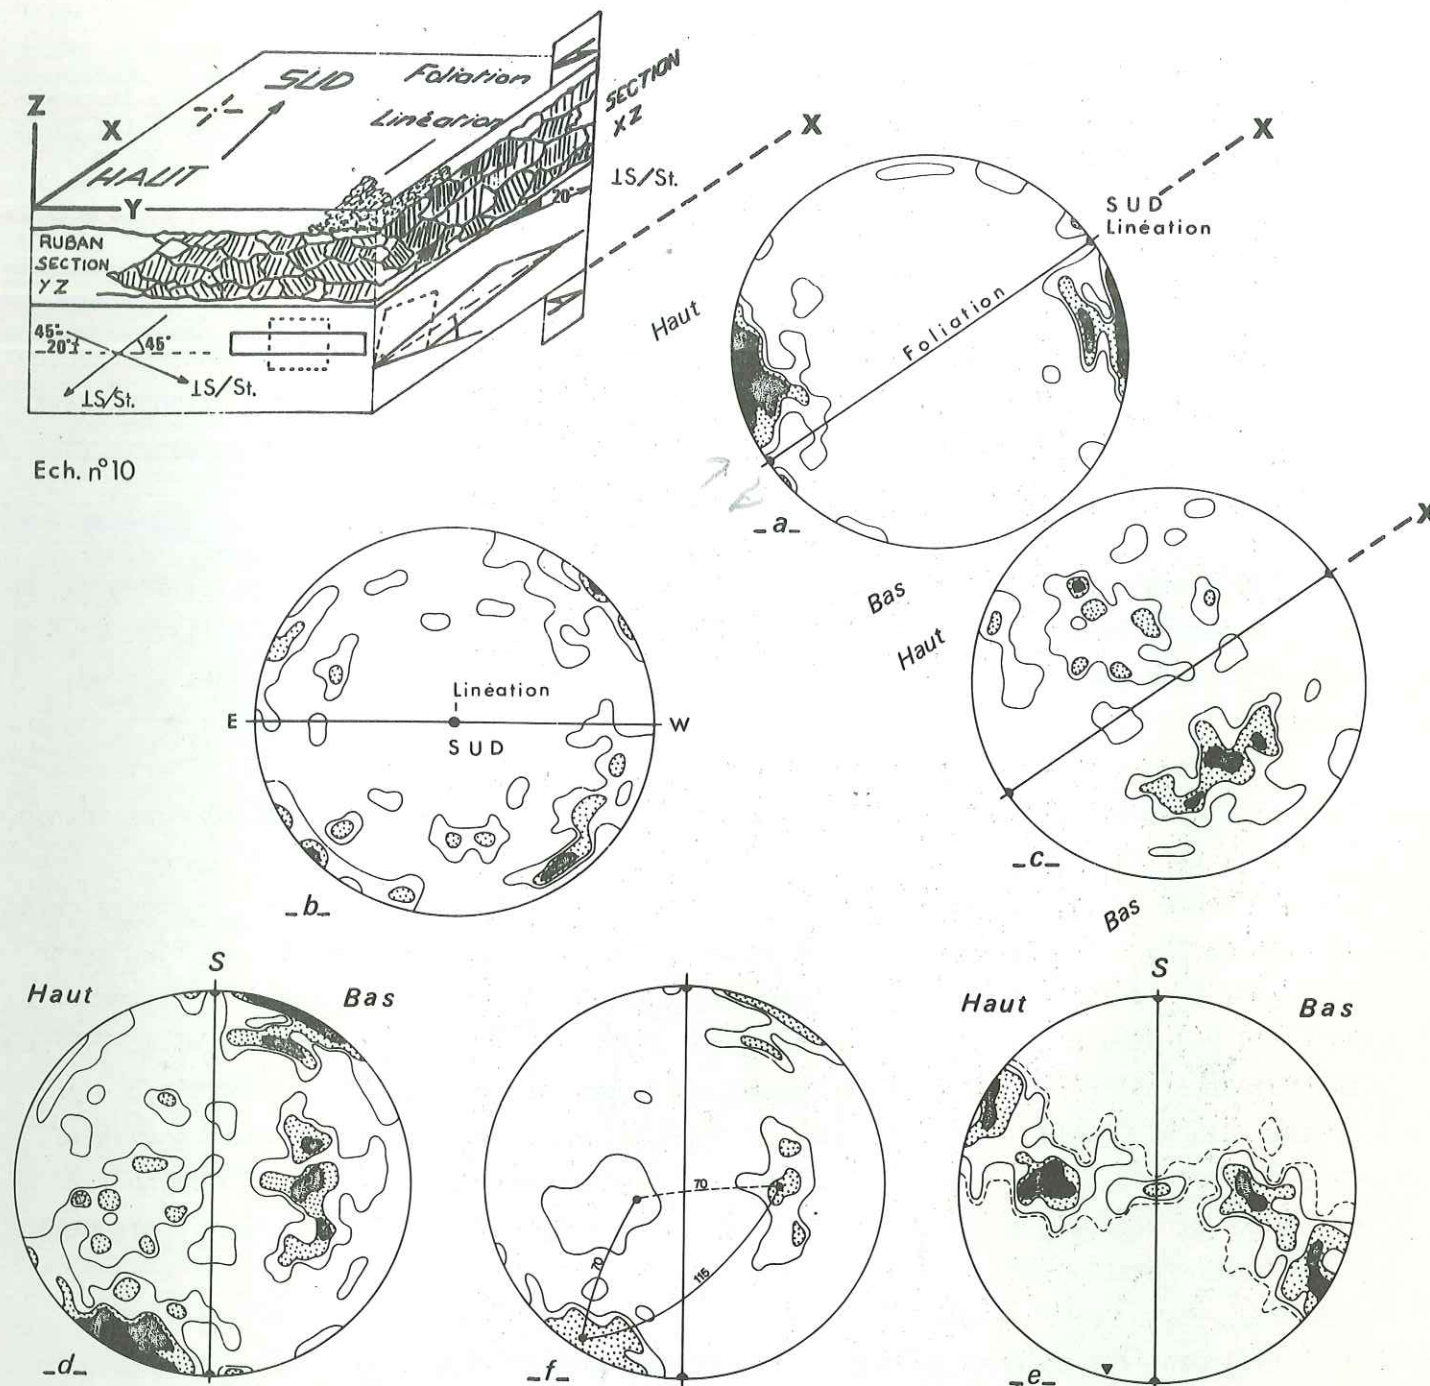 Z
X
SUD
Foliation
Linéation
HAUT
Y
SECTION
XZ
20°
⊥S/St.
RUBAN
SECTION
YZ
45°
20°
45°
⊥S/St.
⊥S/St.
Ech. n°10
X
X
SUD
Linéation
Haut
Foliation
_a_
Bas
X
Haut
_c_
Bas
Linéation
E
W
SUD
_b_
S
Haut
Bas
_d_
70
70
115
_f_
S
Haut
Bas
_e_